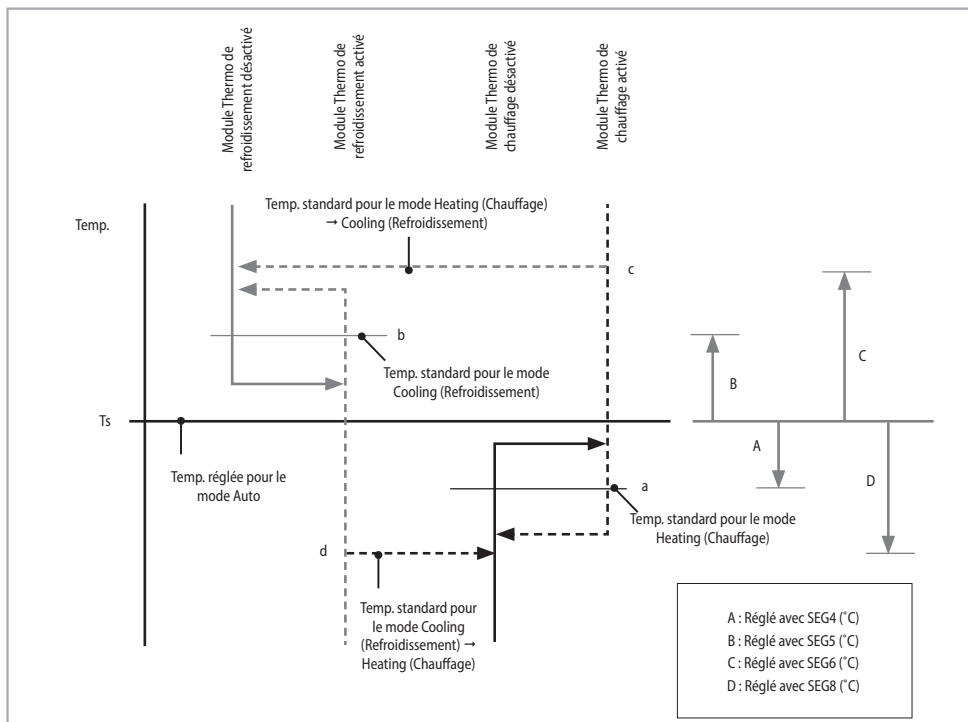 Module Thermo de
refroidissement désactivé
Module Thermo de
refroidissement activé
Module Thermo de
chauffage désactivé
Module Thermo de
chauffage activé
Temp. standard pour le mode Heating (Chauffage)
→ Cooling (Refroidissement)
Temp.
c
b
Temp. standard pour le mode
Cooling (Refroidissement)
B
C
Ts
A
Temp. réglée pour le
mode Auto
a
D
Temp. standard pour le mode
Heating (Chauffage)
d
Temp. standard pour
le mode Cooling
(Refroidissement) →
Heating (Chauffage)
A : Réglé avec SEG4 (˚C)
B : Réglé avec SEG5 (˚C)
C : Réglé avec SEG6 (˚C)
D : Réglé avec SEG8 (˚C)